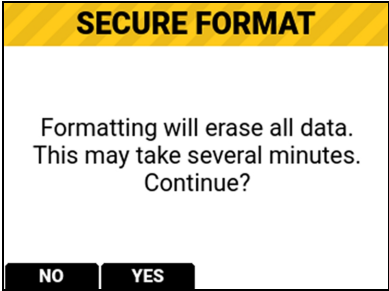 SECURE FORMAT
Formatting will erase all data.
This may take several minutes.
Continue?
NO YES